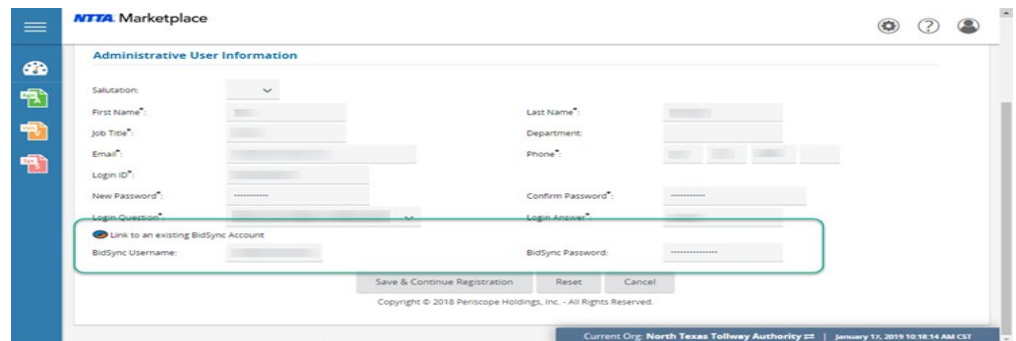 NTTA Marketplace
Administrative User Information
Salutation:
First Name*: Last Name*:
Job Title*: Department:
Email*: Phone*:
Login ID*:
New Password*: ----------- Confirm Password*: -----------
Login Question*: Login Answer*:
Link to an existing BidSync Account
BidSync Username: BidSync Password: ---------------
Save & Continue Registration Reset Cancel
Copyright © 2018 Periscope Holdings, Inc. - All Rights Reserved.
Current Org: North Texas Tollway Authority ⇄ | January 17, 2019 10:18:14 AM CST